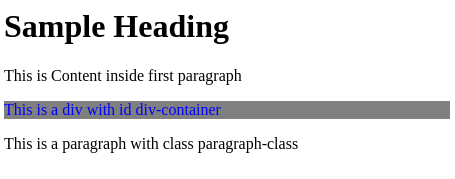 Sample Heading
This is Content inside first paragraph
This is a div with id div-container
This is a paragraph with class paragraph-class